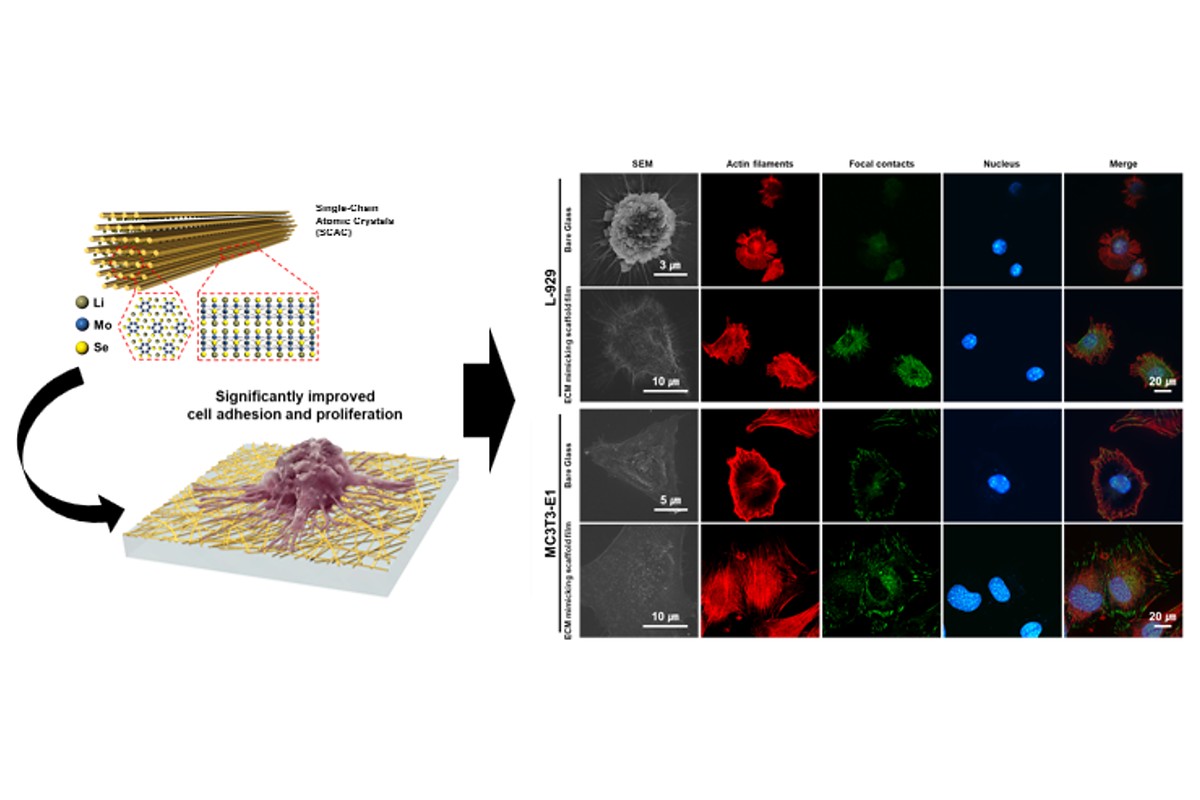 Single-Chain
Atomic Crystals
(SCAC)
Li
Mo
Se
Significantly improved
cell adhesion and proliferation
SEM
Actin filaments
Focal contacts
Nucleus
Merge
L-929
Bare Glass
3 μm
ECM mimicking scaffold film
10 μm
20 μm
MC3T3-E1
Bare Glass
5 μm
ECM mimicking scaffold film
10 μm
20 μm